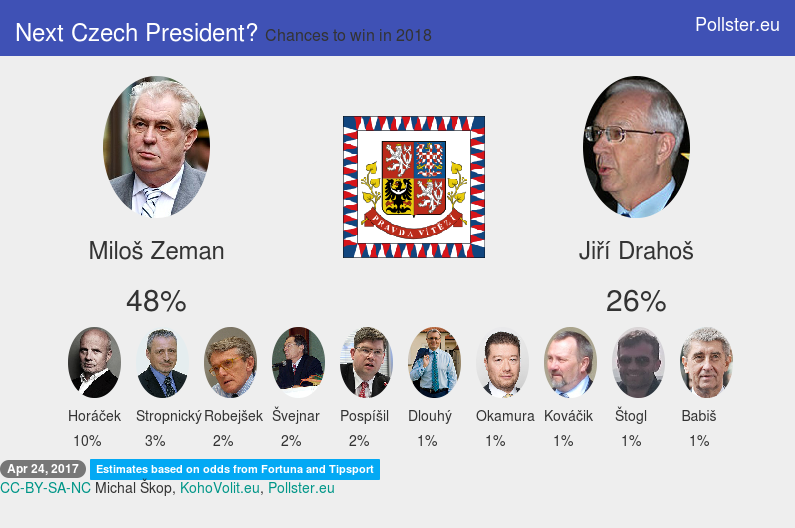 Next Czech President? Chances to win in 2018
Pollster.eu
PRAVDA VÍTĚZÍ
Miloš Zeman
Jiří Drahoš
48%
26%
Horáček Stropnický Robejšek Švejnar Pospíšil Dlouhý Okamura Kováčik Štogl Babiš
10% 3% 2% 2% 2% 1% 1% 1% 1% 1%
Apr 24, 2017 Estimates based on odds from Fortuna and Tipsport
CC-BY-SA-NC Michal Škop, KohoVolit.eu, Pollster.eu